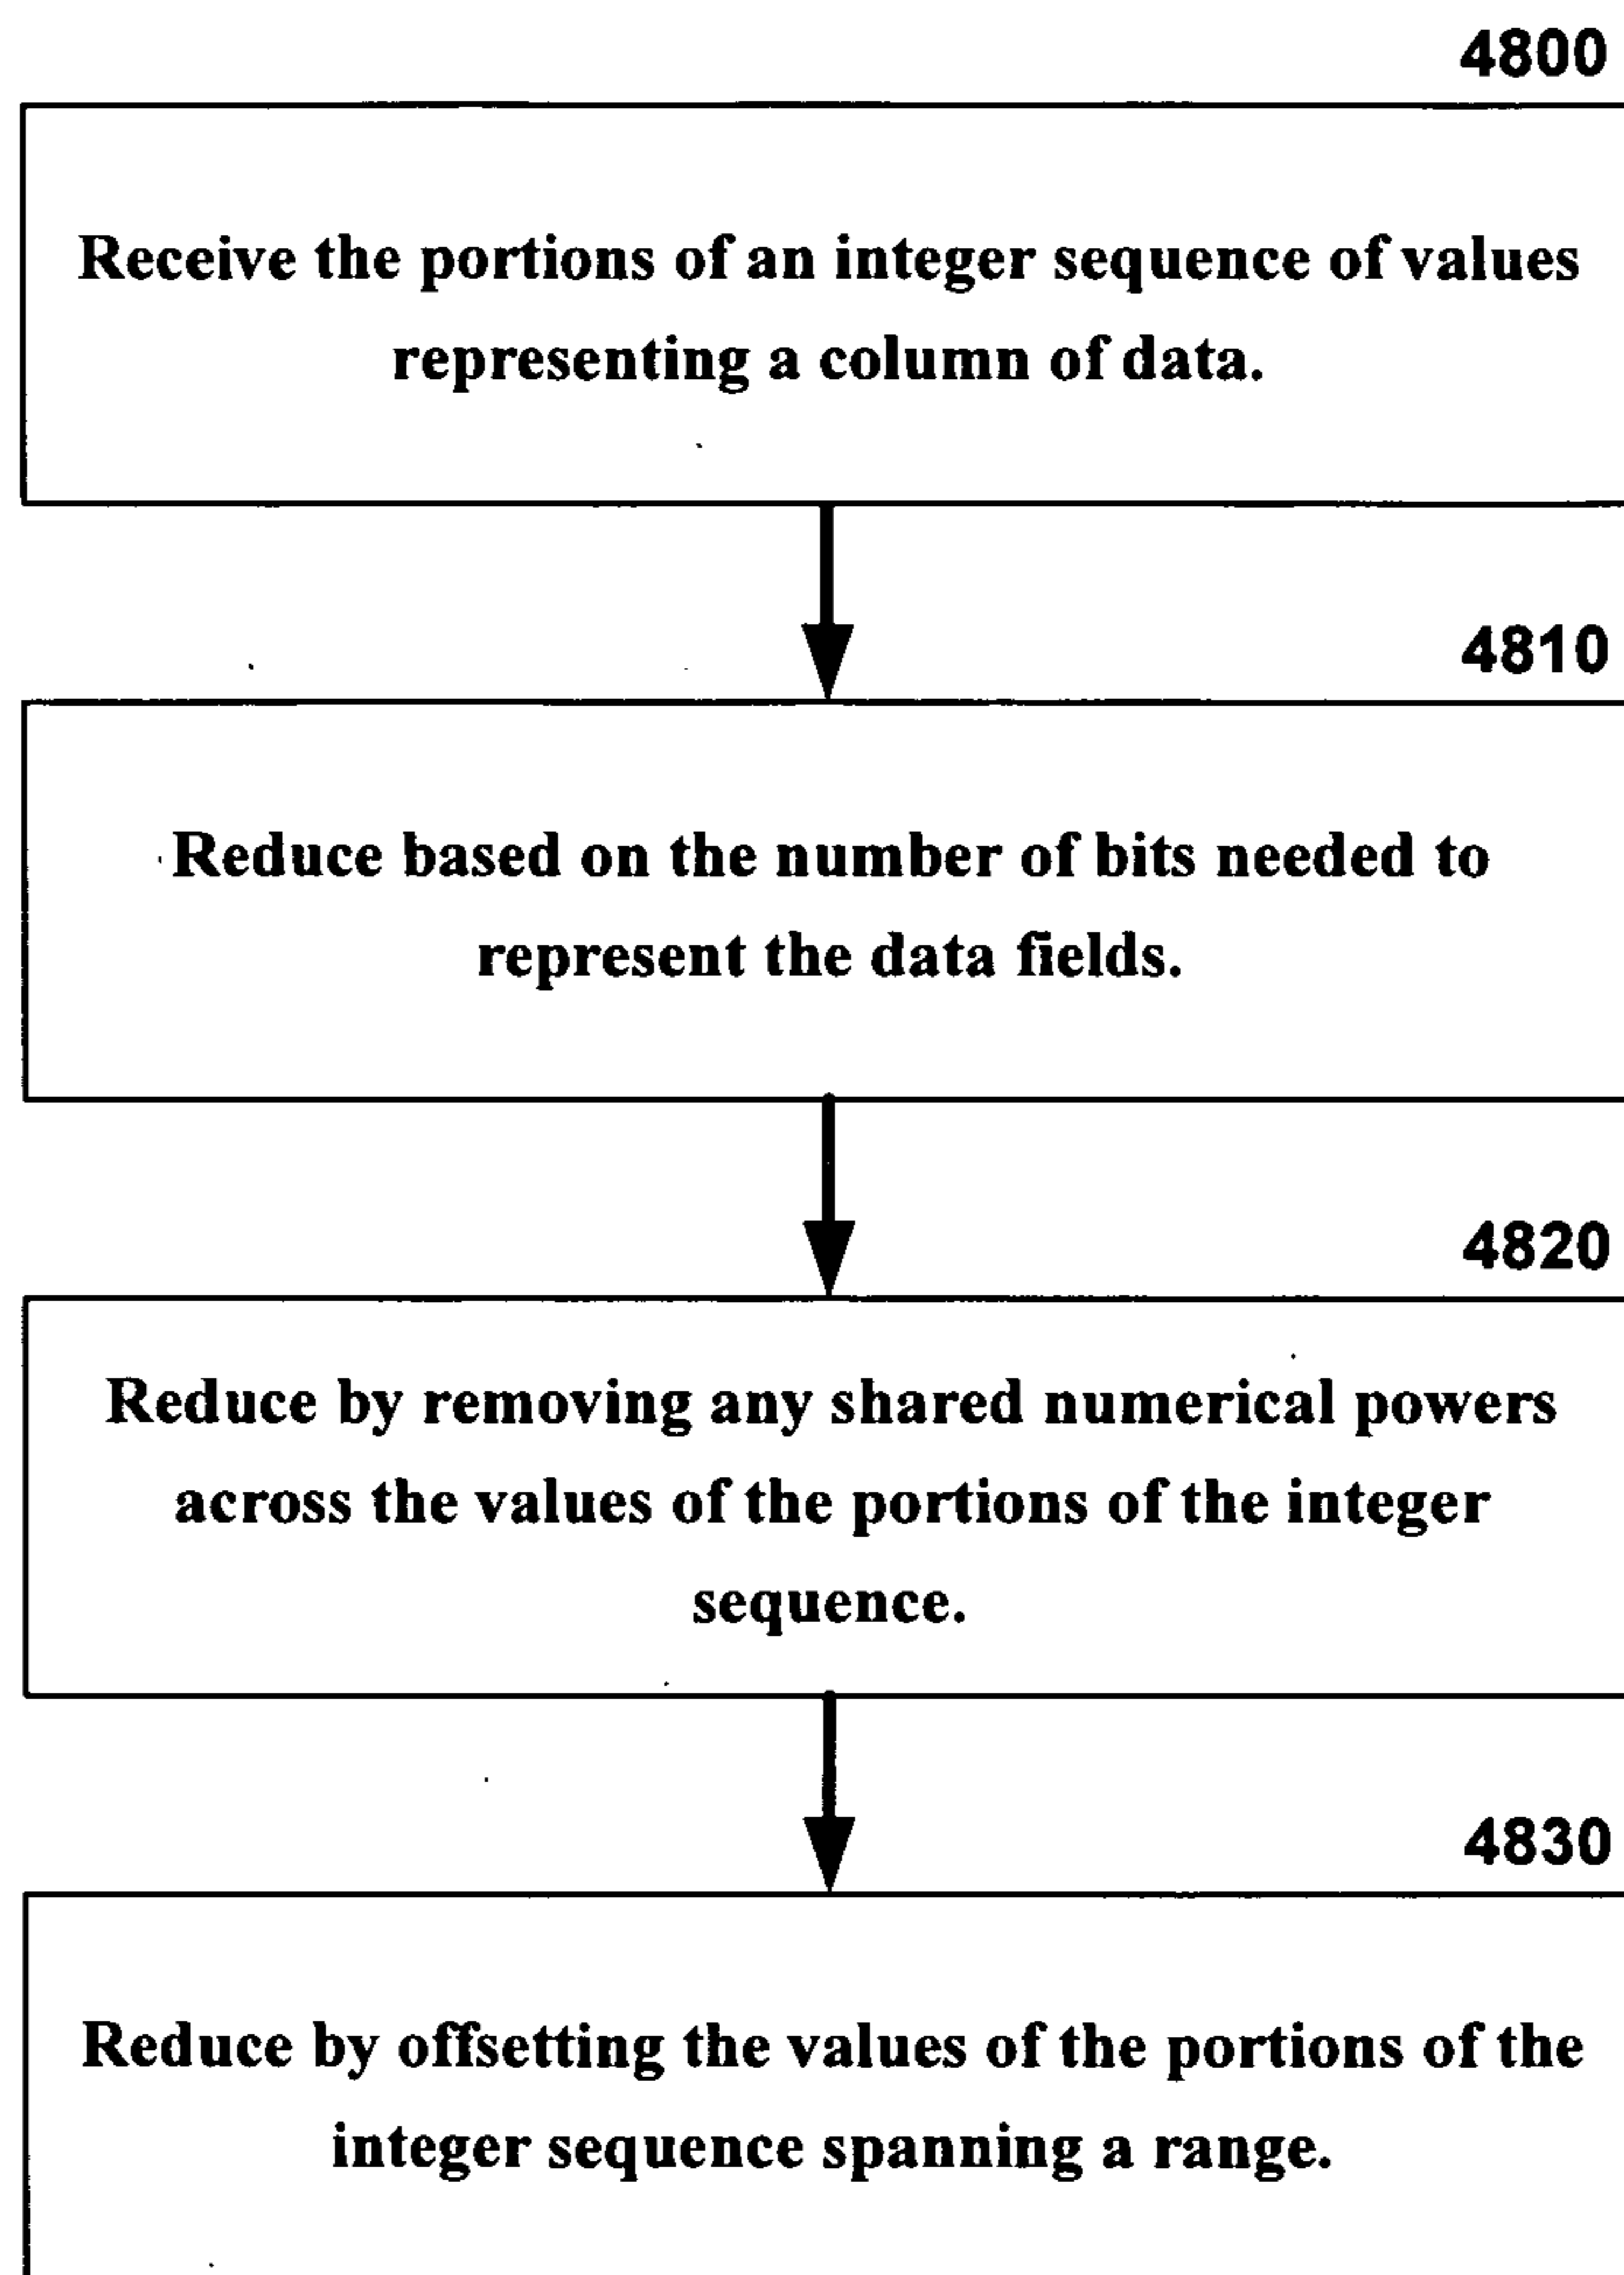 4800
Receive the portions of an integer sequence of values
representing a column of data.
4810
Reduce based on the number of bits needed to
represent the data fields.
4820
Reduce by removing any shared numerical powers
across the values of the portions of the integer
sequence.
4830
Reduce by offsetting the values of the portions of the
integer sequence spanning a range.